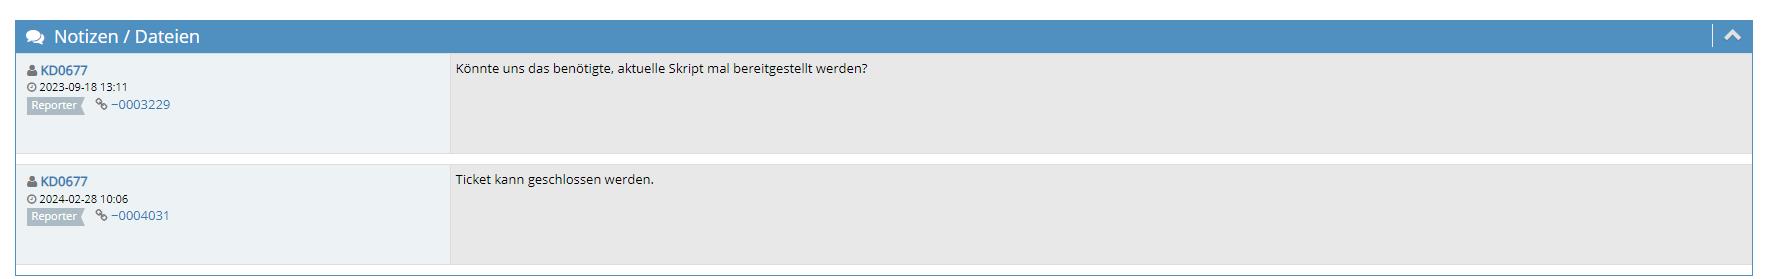 Notizen / Dateien
KD0677
Könnte uns das benötigte, aktuelle Skript mal bereitgestellt werden?
2023-09-18 13:11
Reporter ~0003229
KD0677
Ticket kann geschlossen werden.
2024-02-28 10:06
Reporter ~0004031